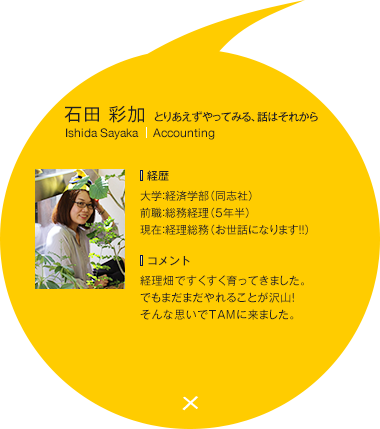 石田 彩加 とりあえずやってみる、話はそれから
Ishida Sayaka | Accounting
経歴
大学:経済学部(同志社)
前職:総務経理(5年半)
現在:経理総務(お世話になります!!)
コメント
経理畑ですくすく育ってきました。
でもまだまだやれることが沢山!
そんな思いでTAMに来ました。